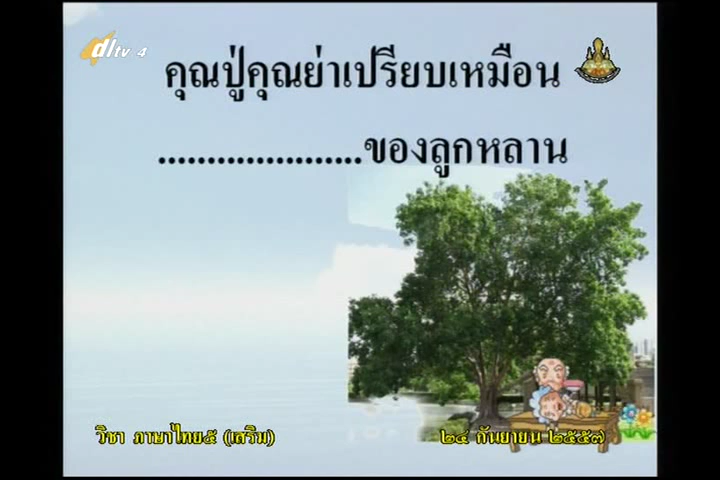 dltv 4
คุณปู่คุณย่าเปรียบเหมือน
.....................ของลูกหลาน
วิชา ภาษาไทย๕ (เสริม)
๒๔ กันยายน ๒๕๕๗